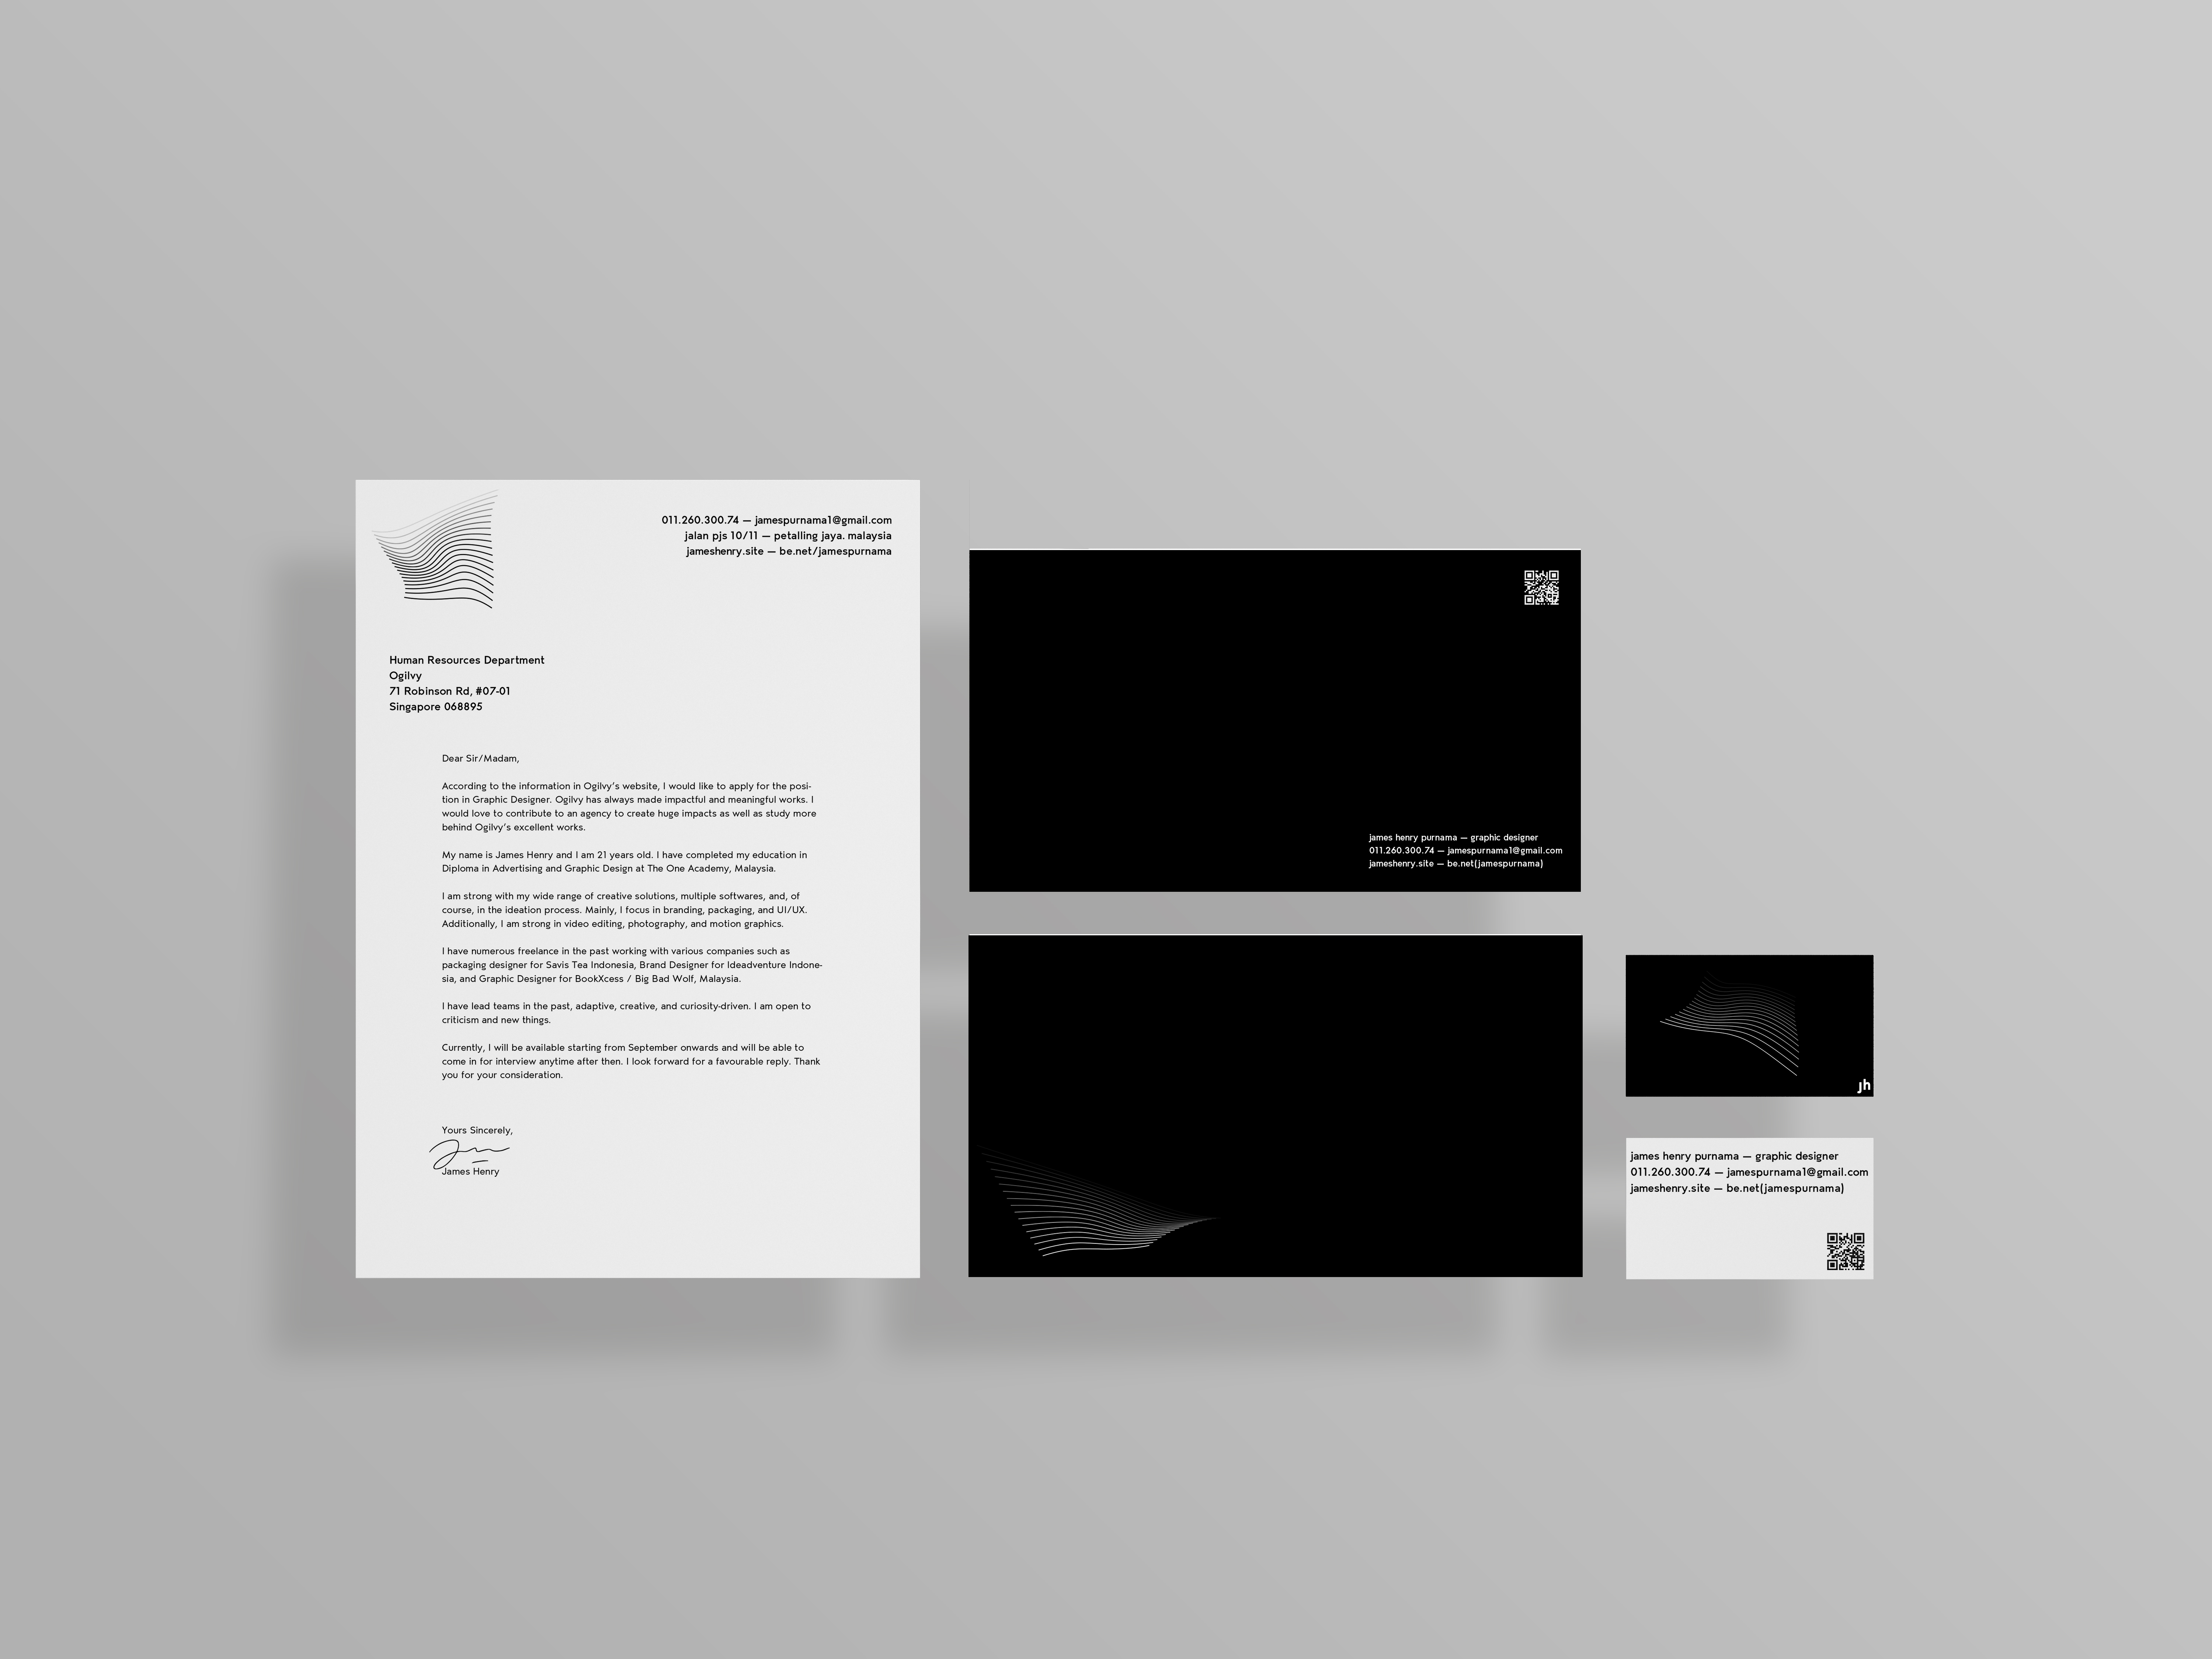 011.260.300.74 — jamespurnama1@gmail.com
jalan pjs 10/11 — petalling jaya. malaysia
jameshenry.site — be.net/jamespurnama
Human Resources Department
Ogilvy
71 Robinson Rd, #07-01
Singapore 068895
Dear Sir/Madam,
According to the information in Ogilvy's website, I would like to apply for the posi-
tion in Graphic Designer. Ogilvy has always made impactful and meaningful works. I
would love to contribute to an agency to create huge impacts as well as study more
behind Ogilvy's excellent works.
My name is James Henry and I am 21 years old. I have completed my education in
Diploma in Advertising and Graphic Design at The One Academy, Malaysia.
I am strong with my wide range of creative solutions, multiple softwares, and, of
course, in the ideation process. Mainly, I focus in branding, packaging, and UI/UX.
Additionally, I am strong in video editing, photography, and motion graphics.
I have numerous freelance in the past working with various companies such as
packaging designer for Savis Tea Indonesia, Brand Designer for Ideadventure Indone-
sia, and Graphic Designer for BookXcess / Big Bad Wolf, Malaysia.
I have lead teams in the past, adaptive, creative, and curiosity-driven. I am open to
criticism and new things.
Currently, I will be available starting from September onwards and will be able to
come in for interview anytime after then. I look forward for a favourable reply. Thank
you for your consideration.
Yours Sincerely,
James Henry
james henry purnama — graphic designer
011.260.300.74 — jamespurnama1@gmail.com
jameshenry.site — be.net(jamespurnama)
jh
james henry purnama — graphic designer
011.260.300.74 — jamespurnama1@gmail.com
jameshenry.site — be.net(jamespurnama)